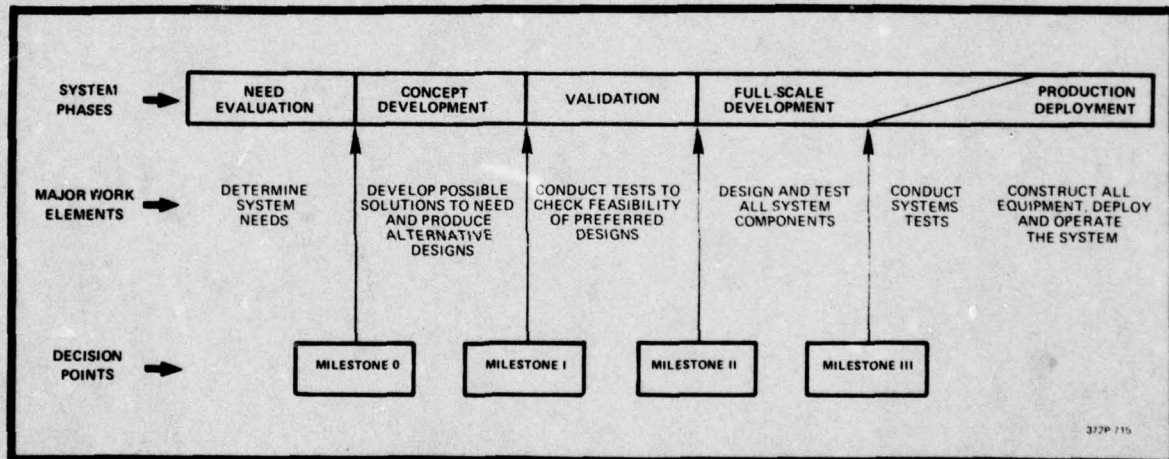 SYSTEM
PHASES
NEED
EVALUATION
CONCEPT
DEVELOPMENT
VALIDATION
FULL-SCALE
DEVELOPMENT
PRODUCTION
DEPLOYMENT
MAJOR WORK
ELEMENTS
DETERMINE
SYSTEM
NEEDS
DEVELOP POSSIBLE
SOLUTIONS TO NEED
AND PRODUCE
ALTERNATIVE
DESIGNS
CONDUCT TESTS TO
CHECK FEASIBILITY
OF PREFERRED
DESIGNS
DESIGN AND TEST
ALL SYSTEM
COMPONENTS
CONDUCT
SYSTEMS
TESTS
CONSTRUCT ALL
EQUIPMENT, DEPLOY
AND OPERATE
THE SYSTEM
DECISION
POINTS
MILESTONE 0
MILESTONE I
MILESTONE II
MILESTONE III
372P-715